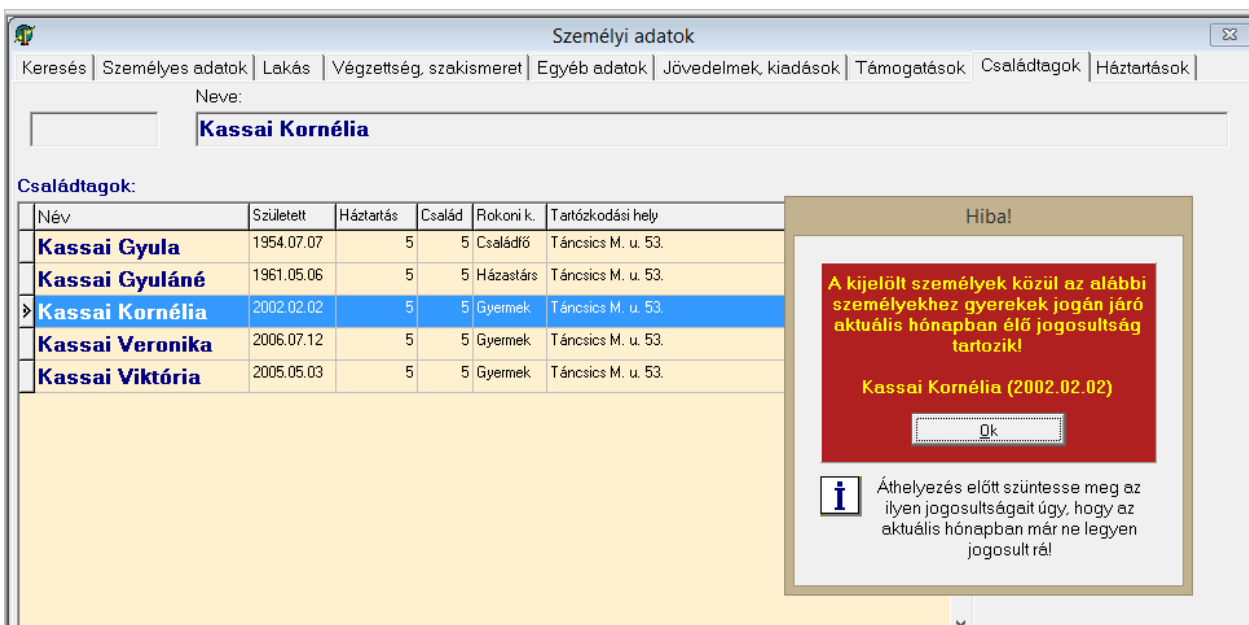 Személyi adatok
Keresés Személyes adatok Lakás Végzettség, szakismeret Egyéb adatok Jövedelmek, kiadások Támogatások Családtagok Háztartások
Neve:
Kassai Kornélia
Családtagok:
Név Született Háztartás Család Rokoni k. Tartózkodási hely
Kassai Gyula 1954.07.07 5 5 Családfő Táncsics M. u. 53.
Kassai Gyuláné 1961.05.06 5 5 Házastárs Táncsics M. u. 53.
Kassai Kornélia 2002.02.02 5 5 Gyermek Táncsics M. u. 53.
Kassai Veronika 2006.07.12 5 5 Gyermek Táncsics M. u. 53.
Kassai Viktória 2005.05.03 5 5 Gyermek Táncsics M. u. 53.
Hiba!
A kijelölt személyek közül az alábbi
személyekhez gyerekek jogán járó
aktuális hónapban élő jogosultság
tartozik!
Kassai Kornélia (2002.02.02)
Ok
Áthelyezés előtt szüntesse meg az
ilyen jogosultságait úgy, hogy az
aktuális hónapban már ne legyen
jogosult rá!